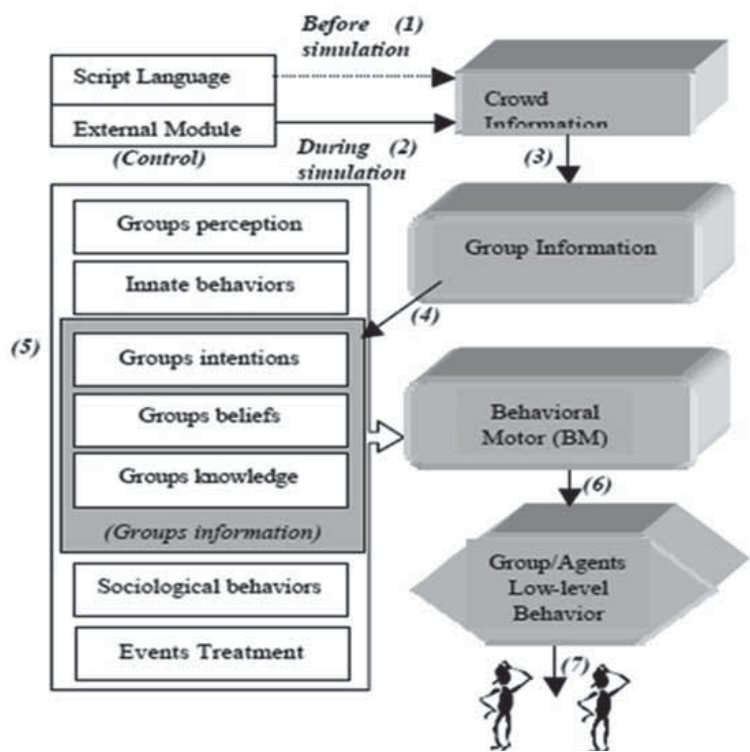 Before (1)
simulation
Script Language
External Module
(Control)
During (2)
simulation
Crowd
Information
(3)
Group Information
(4)
(5)
Groups perception
Innate behaviors
Groups intentions
Groups beliefs
Groups knowledge
(Groups information)
Sociological behaviors
Events Treatment
Behavioral
Motor (BM)
(6)
Group/Agents
Low-level
Behavior
(7)